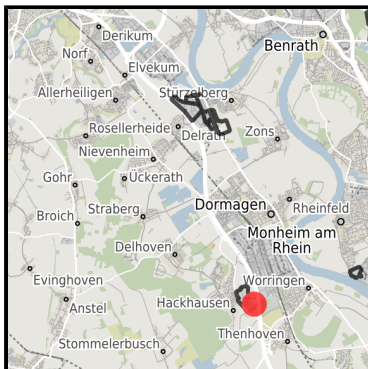 Derikum
Benrath
Norf
Elvekum
Allerheiligen
Stürzelberg
Rosellerheide
Delrath
Zons
Nievenheim
Gohr
Ückerath
Straberg
Dormagen
Rheinfeld
Broich
Monheim am
Rhein
Delhoven
Evinghoven
Worringen
Anstel
Hackhausen
Thenhoven
Stommelerbusch